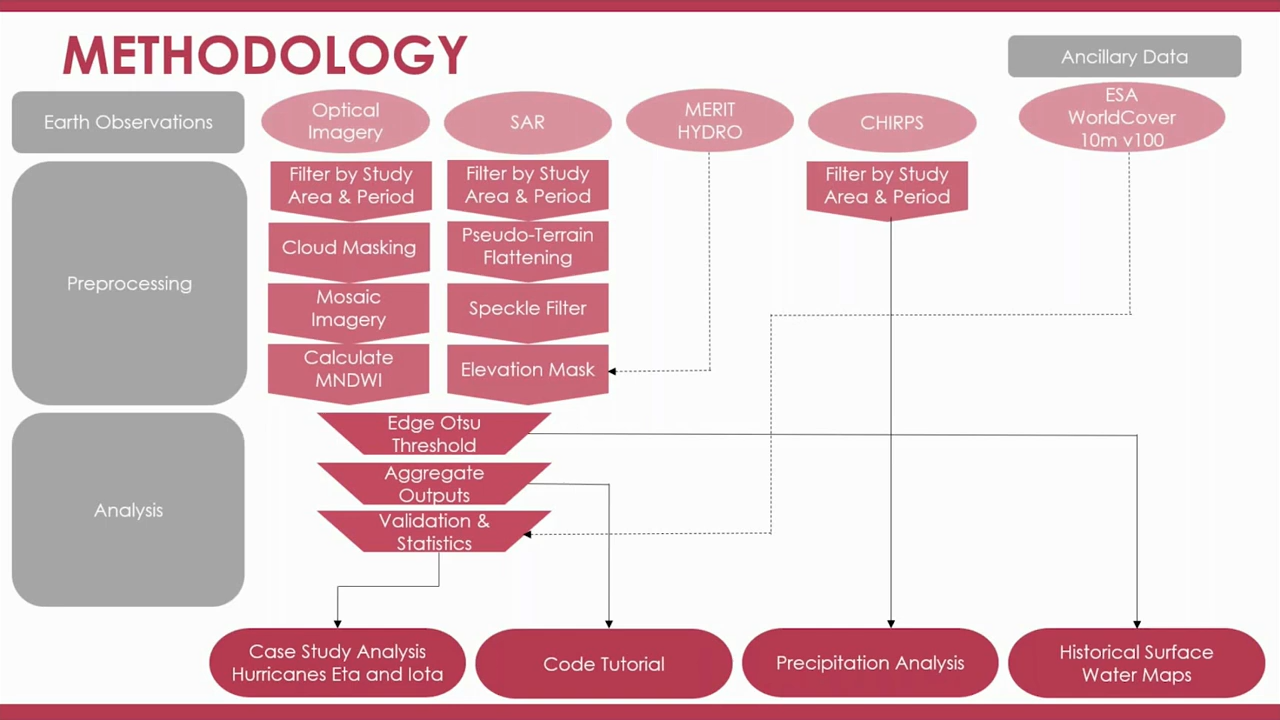 METHODOLOGY
Ancillary Data
Earth Observations
Optical
Imagery
SAR
MERIT
HYDRO
CHIRPS
ESA
WorldCover
10m v100
Preprocessing
Filter by Study
Area & Period
Cloud Masking
Mosaic
Imagery
Calculate
MNDWI
Filter by Study
Area & Period
Pseudo-Terrain
Flattening
Speckle Filter
Elevation Mask
Filter by Study
Area & Period
Analysis
Edge Otsu
Threshold
Aggregate
Outputs
Validation &
Statistics
Case Study Analysis
Hurricanes Eta and Iota
Code Tutorial
Precipitation Analysis
Historical Surface
Water Maps